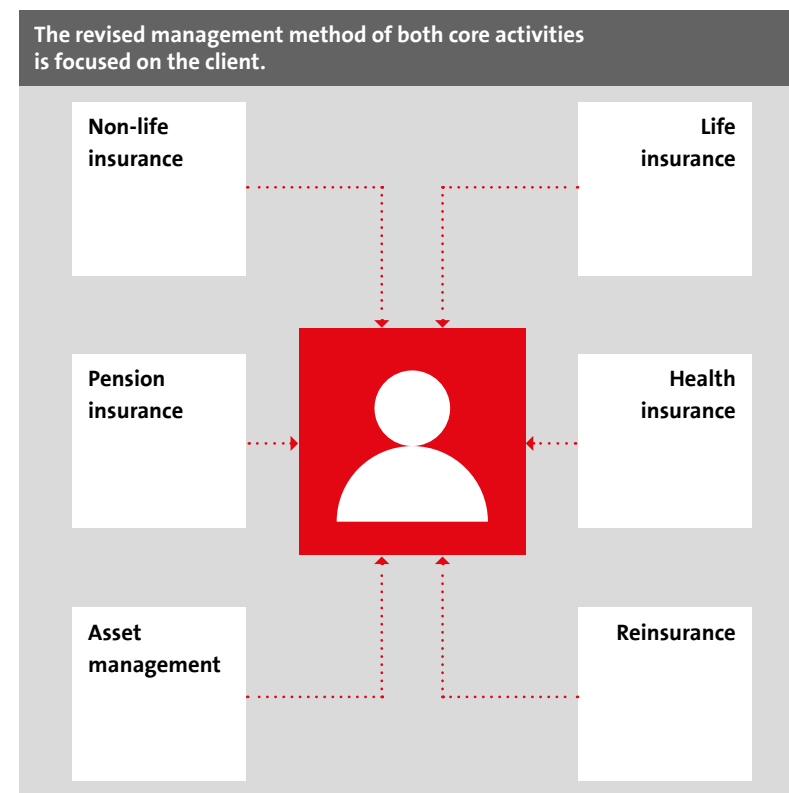 The revised management method of both core activities
is focused on the client.
Non-life
insurance
Life
insurance
Pension
insurance
Health
insurance
Asset
management
Reinsurance